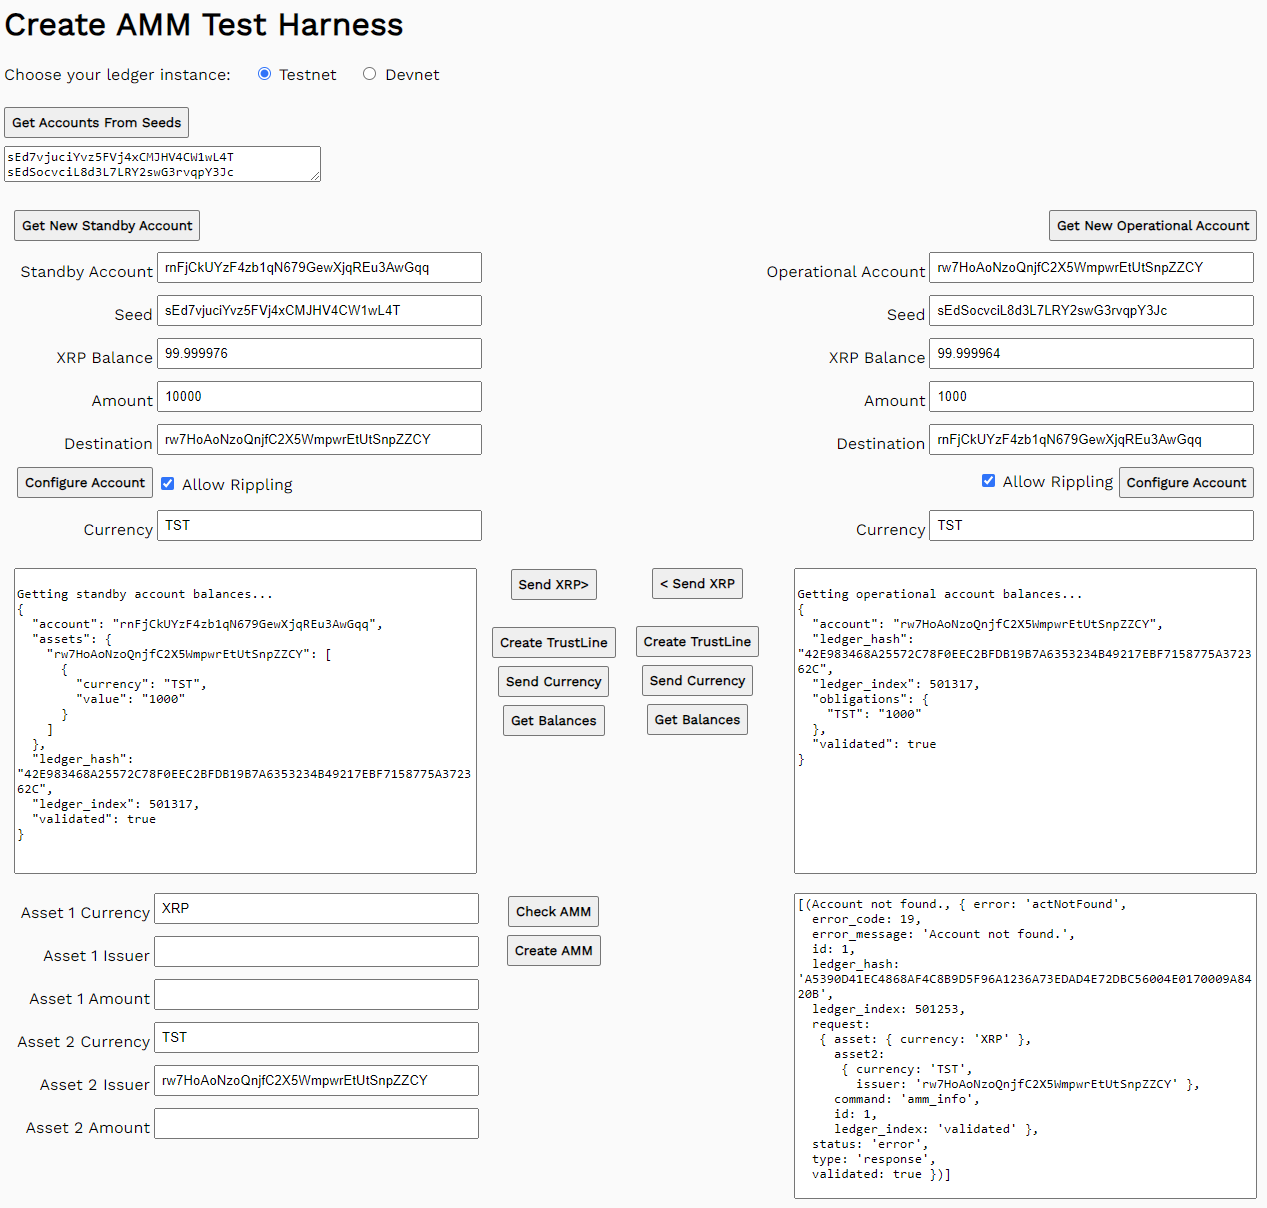 Create AMM Test Harness
Choose your ledger instance: Testnet Devnet
Get Accounts From Seeds
sEd7vjuciYvz5FVj4xCMJHV4CW1wL4T
sEdSocvciL8d3L7LRY2swG3rvqpY3Jc
Get New Standby Account
Standby Account rnFjCkUYzF4zb1qN679GewXjqREu3AwGqq
Seed sEd7vjuciYvz5FVj4xCMJHV4CW1wL4T
XRP Balance 99.999976
Amount 10000
Destination rw7HoAoNzoQnjfC2X5WmpwrEtUtSnpZZCY
Configure Account Allow Rippling
Currency TST
Get New Operational Account
Operational Account rw7HoAoNzoQnjfC2X5WmpwrEtUtSnpZZCY
Seed sEdSocvciL8d3L7LRY2swG3rvqpY3Jc
XRP Balance 99.999964
Amount 1000
Destination rnFjCkUYzF4zb1qN679GewXjqREu3AwGqq
Allow Rippling Configure Account
Currency TST
Getting standby account balances...
{
"account": "rnFjCkUYzF4zb1qN679GewXjqREu3AwGqq",
"assets": {
"rw7HoAoNzoQnjfC2X5WmpwrEtUtSnpZZCY": [
{
"currency": "TST",
"value": "1000"
}
]
},
"ledger_hash":
"42E983468A25572C78F0EEC2BFDB19B7A6353234B49217EBF7158775A372
362C",
"ledger_index": 501317,
"validated": true
}
Send XRP> < Send XRP
Create TrustLine Create TrustLine
Send Currency Send Currency
Get Balances Get Balances
Getting operational account balances...
{
"account": "rw7HoAoNzoQnjfC2X5WmpwrEtUtSnpZZCY",
"ledger_hash":
"42E983468A25572C78F0EEC2BFDB19B7A6353234B49217EBF7158775A372
362C",
"ledger_index": 501317,
"obligations": {
"TST": "1000"
},
"validated": true
}
Asset 1 Currency XRP
Asset 1 Issuer
Asset 1 Amount
Asset 2 Currency TST
Asset 2 Issuer rw7HoAoNzoQnjfC2X5WmpwrEtUtSnpZZCY
Asset 2 Amount
Check AMM
Create AMM
[(Account not found., { error: 'actNotFound',
error_code: 19,
error_message: 'Account not found.',
id: 1,
ledger_hash:
'A5390D41EC4868AF4C8B9D5F96A1236A73EDAD4E72DBC56004E0170009A8
420B',
ledger_index: 501253,
request:
{ asset: { currency: 'XRP' },
asset2:
{ currency: 'TST',
issuer: 'rw7HoAoNzoQnjfC2X5WmpwrEtUtSnpZZCY' },
command: 'amm_info',
id: 1,
ledger_index: 'validated' },
status: 'error',
type: 'response',
validated: true })]